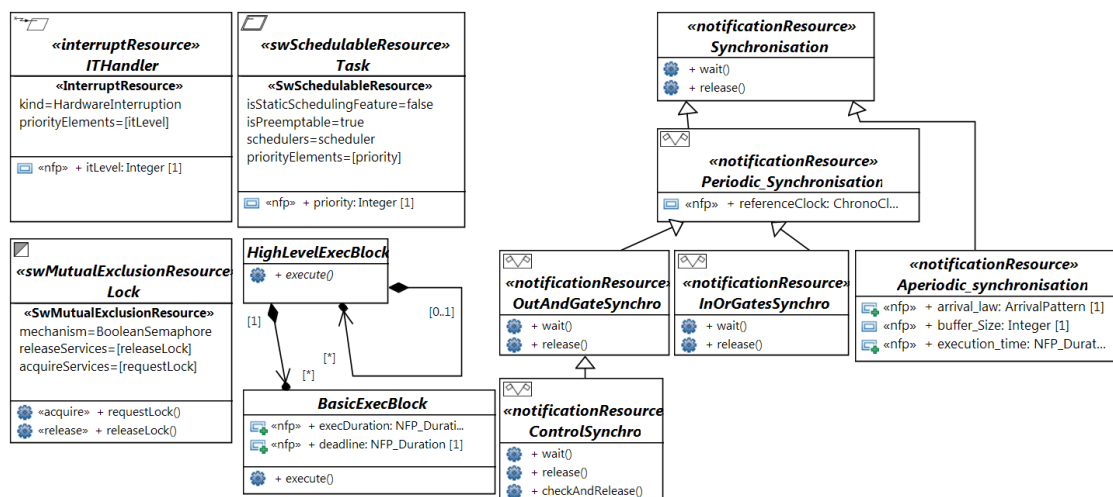 «interruptResource»
ITHandler
«InterruptResource»
kind=HardwareInterruption
priorityElements=[itLevel]
«nfp» + itLevel: Integer [1]
«swSchedulableResource»
Task
«SwSchedulableResource»
isStaticSchedulingFeature=false
isPreemptable=true
schedulers=scheduler
priorityElements=[priority]
«nfp» + priority: Integer [1]
«notificationResource»
Synchronisation
+ wait()
+ release()
«notificationResource»
Periodic_Synchronisation
«nfp» + referenceClock: ChronoCl...
«swMutualExclusionResource
Lock
«SwMutualExclusionResource»
mechanism=BooleanSemaphore
releaseServices=[releaseLock]
acquireServices=[requestLock]
«acquire» + requestLock()
«release» + releaseLock()
HighLevelExecBlock
+ execute()
[0..1]
[1]
[*]
[*]
BasicExecBlock
«nfp» + execDuration: NFP_Durati...
«nfp» + deadline: NFP_Duration [1]
+ execute()
«notificationResource
OutAndGateSynchro
+ wait()
+ release()
«notificationResource
InOrGatesSynchro
+ wait()
+ release()
«notificationResource»
Aperiodic_synchronisation
«nfp» + arrival_law: ArrivalPattern [1]
«nfp» + buffer_Size: Integer [1]
«nfp» + execution_time: NFP_Durat...
«notificationResource
ControlSynchro
+ wait()
+ release()
+ checkAndRelease()